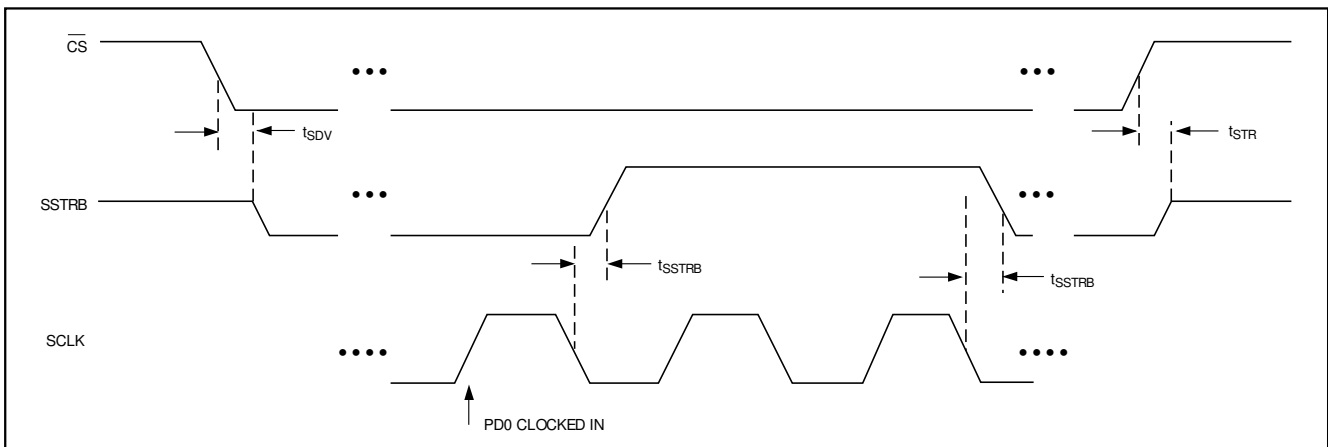 CS
tSDV
tSTR
SSTRB
tSSTRB
tSSTRB
SCLK
PD0 CLOCKED IN